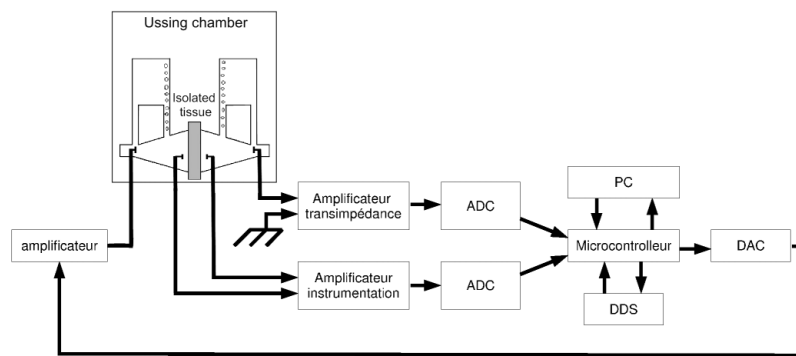 Ussing chamber
Isolated
tissue
Amplificateur
transimpédance
ADC
PC
amplificateur
Microcontrolleur
DAC
Amplificateur
instrumentation
ADC
DDS